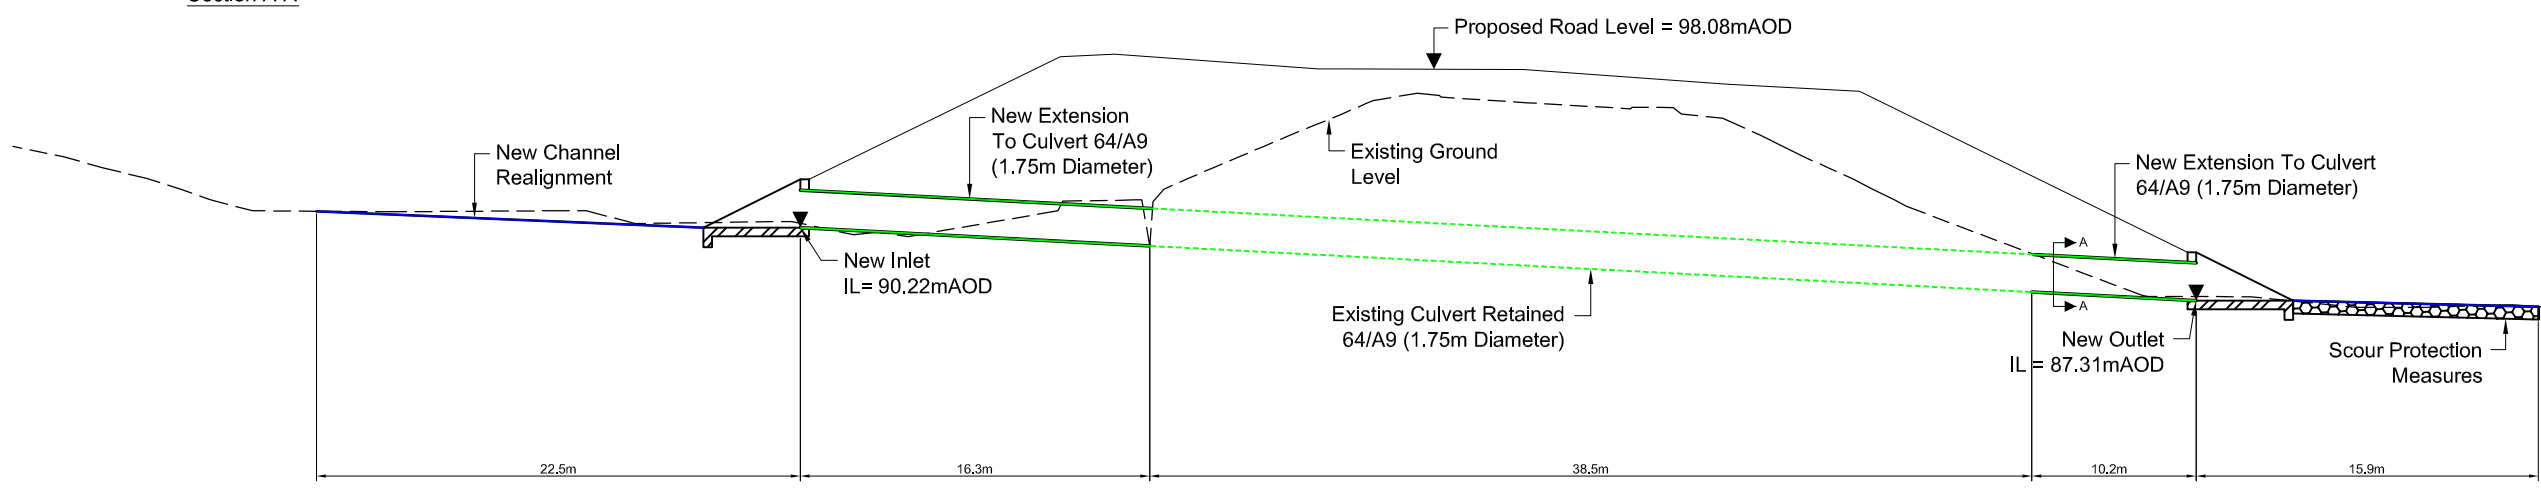 Section A-A
Proposed Road Level = 98.08mAOD
New Extension
To Culvert 64/A9
(1.75m Diameter)
New Channel
Realignment
Existing Ground
Level
New Extension To Culvert
64/A9 (1.75m Diameter)
A
A
New Inlet
IL= 90.22mAOD
Existing Culvert Retained
64/A9 (1.75m Diameter)
New Outlet
IL = 87.31mAOD
Scour Protection
Measures
22.5m
16.3m
38.5m
10.2m
15.9m